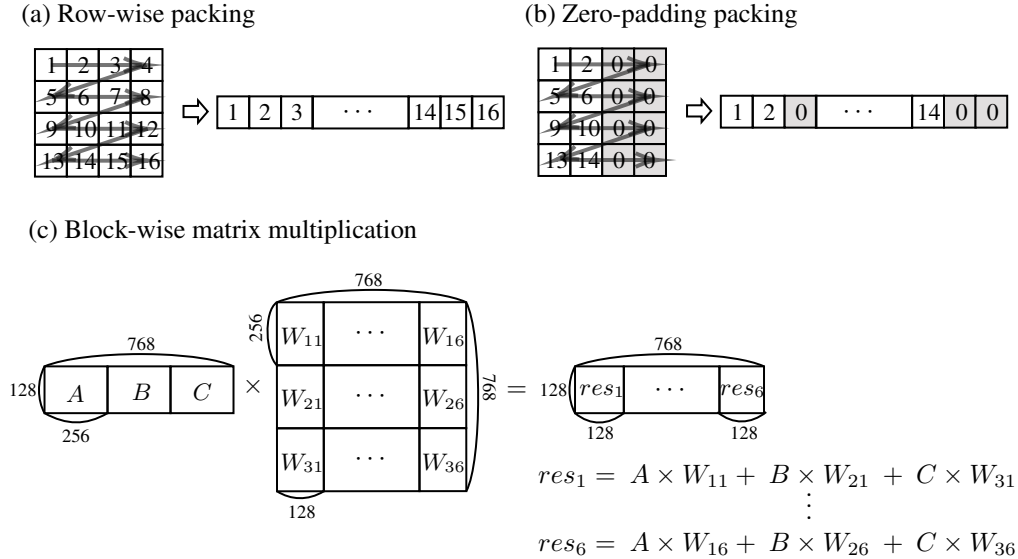 (a) Row-wise packing
1 2 3 4
5 6 7 8
9 10 11 12
13 14 15 16
1 2 3 ··· 14 15 16
(b) Zero-padding packing
1 2 0 0
5 6 0 0
9 10 0 0
13 14 0 0
1 2 0 ··· 14 0 0
(c) Block-wise matrix multiplication
768
128
A B C
256
×
768
256
W₁₁ ··· W₁₆
W₂₁ ··· W₂₆
W₃₁ ··· W₃₆
768
128
=
768
128
res₁ ··· res₆
128 128
res₁ = A × W₁₁ + B × W₂₁ + C × W₃₁
⋮
res₆ = A × W₁₆ + B × W₂₆ + C × W₃₆